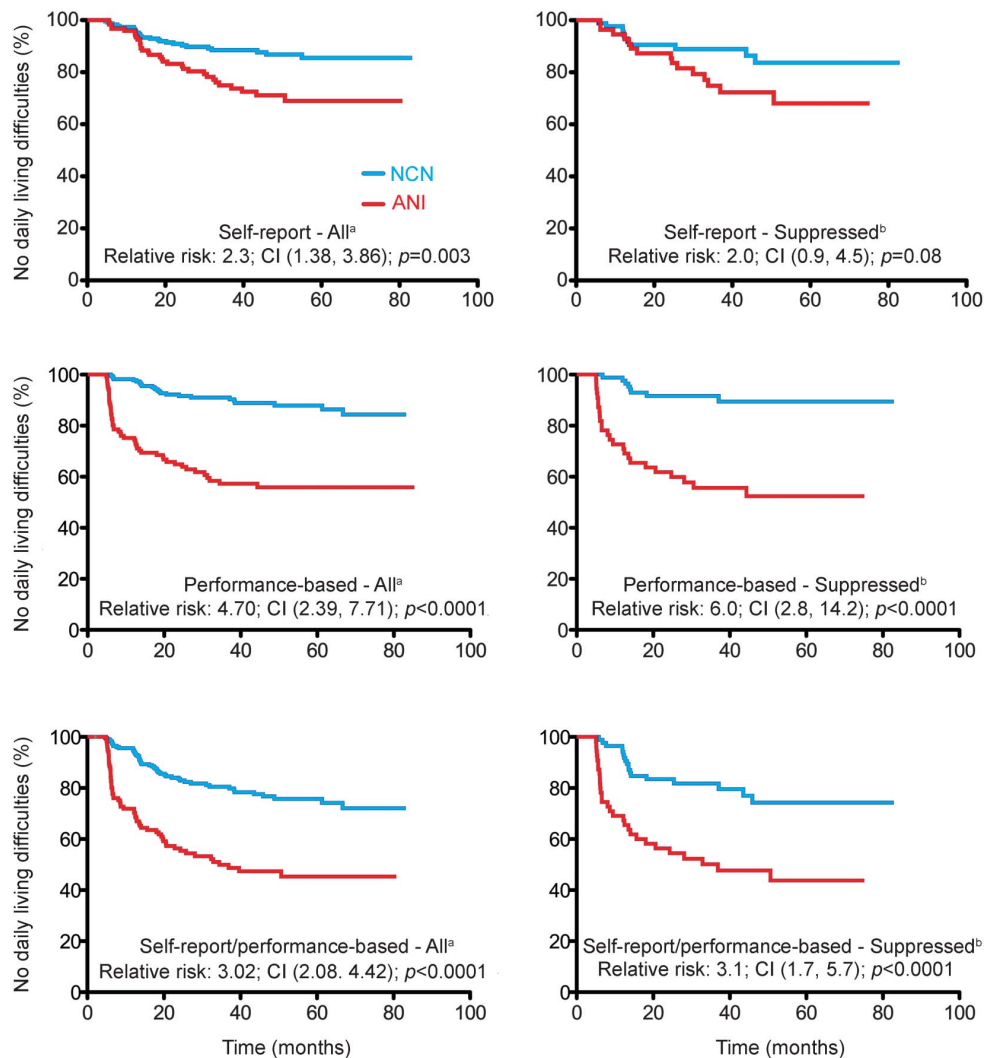 No daily living difficulties (%)
100
80
60
40
20
0
0 20 40 60 80 100
NCN
ANI
Self-report - Allᵃ
Relative risk: 2.3; CI (1.38, 3.86); p=0.003
100
80
60
40
20
0
0 20 40 60 80 100
Self-report - Suppressedᵇ
Relative risk: 2.0; CI (0.9, 4.5); p=0.08
No daily living difficulties (%)
100
80
60
40
20
0
0 20 40 60 80 100
Performance-based - Allᵃ
Relative risk: 4.70; CI (2.39, 7.71); p<0.0001
100
80
60
40
20
0
0 20 40 60 80 100
Performance-based - Suppressedᵇ
Relative risk: 6.0; CI (2.8, 14.2); p<0.0001
No daily living difficulties (%)
100
80
60
40
20
0
0 20 40 60 80 100
Self-report/performance-based - Allᵃ
Relative risk: 3.02; CI (2.08. 4.42); p<0.0001
Time (months)
100
80
60
40
20
0
0 20 40 60 80 100
Self-report/performance-based - Suppressedᵇ
Relative risk: 3.1; CI (1.7, 5.7); p<0.0001
Time (months)